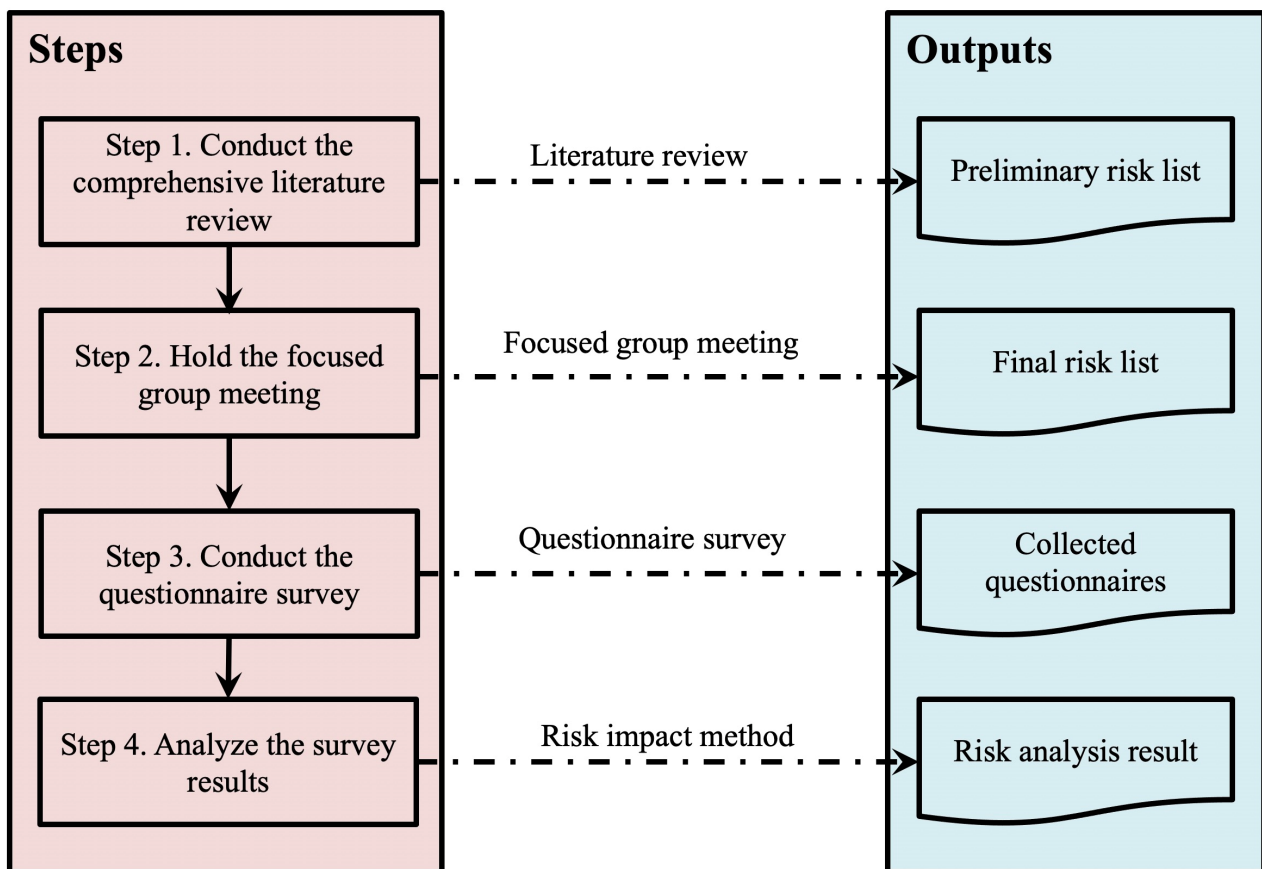 Steps
Outputs
Step 1. Conduct the
comprehensive literature
review
Literature review
Preliminary risk list
Step 2. Hold the focused
group meeting
Focused group meeting
Final risk list
Step 3. Conduct the
questionnaire survey
Questionnaire survey
Collected
questionnaires
Step 4. Analyze the survey
results
Risk impact method
Risk analysis result